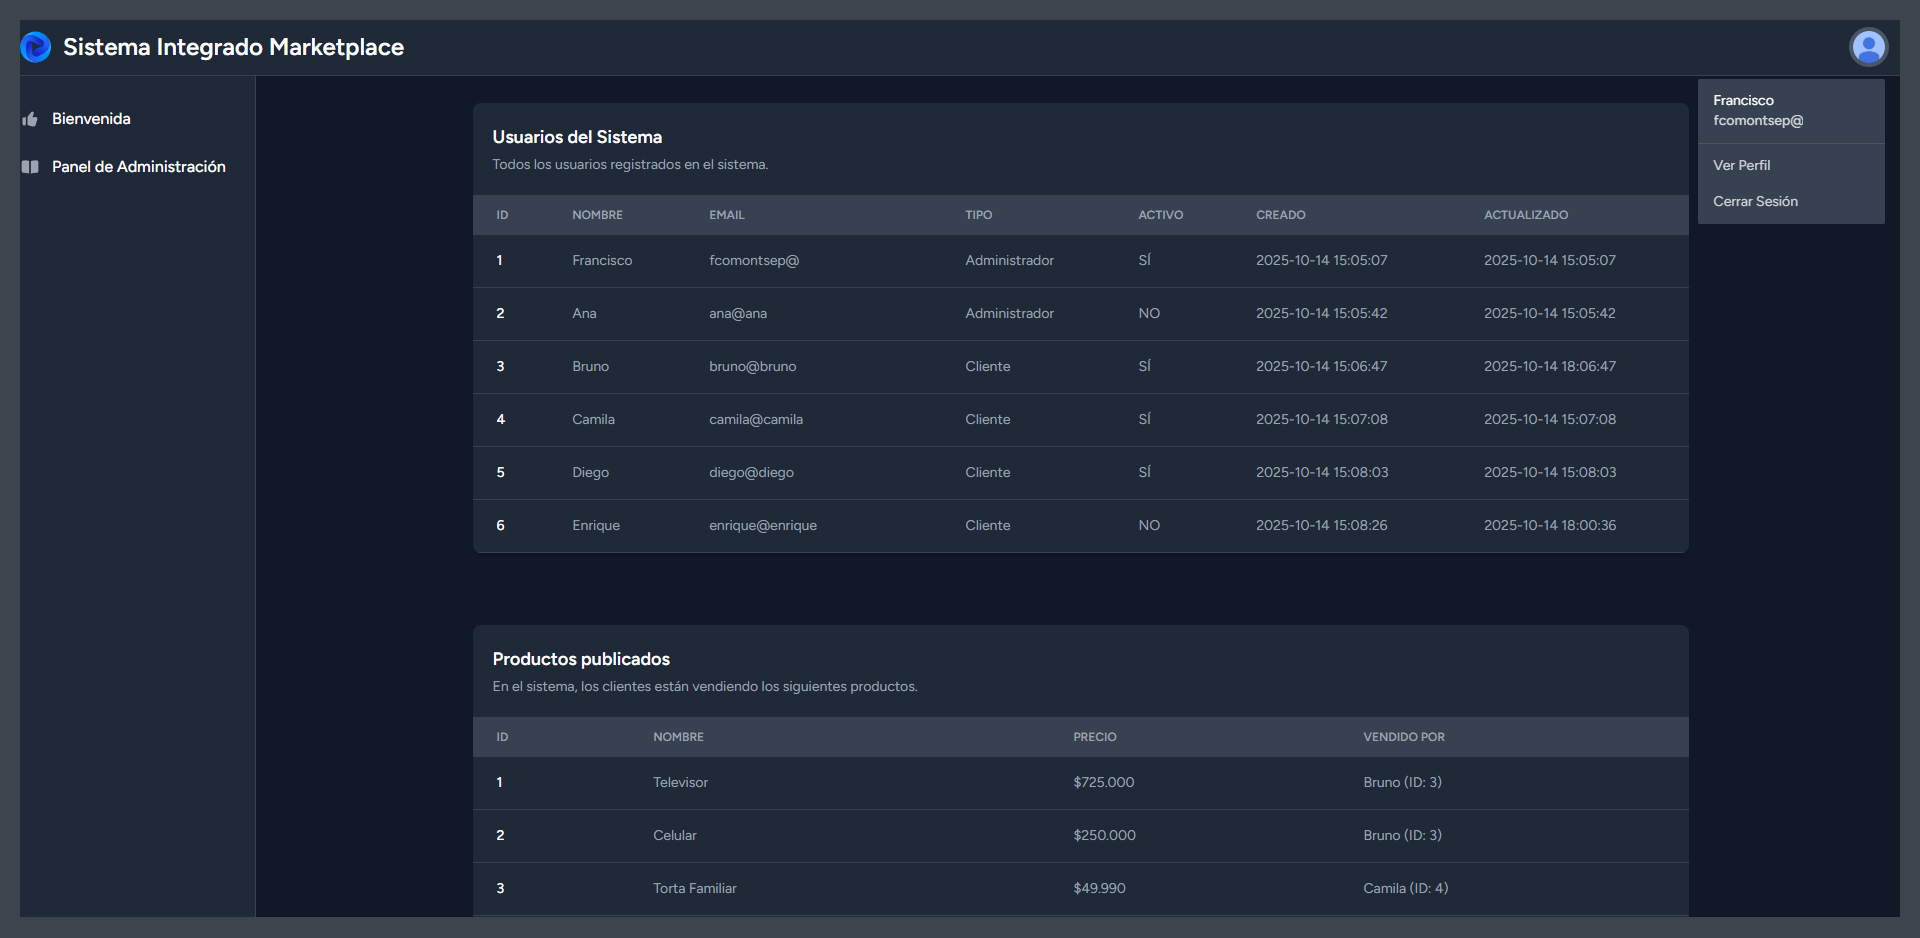 Sistema Integrado Marketplace
Bienvenida
Panel de Administración
Francisco
fcomontsep@
Ver Perfil
Cerrar Sesión
Usuarios del Sistema
Todos los usuarios registrados en el sistema.
ID NOMBRE EMAIL TIPO ACTIVO CREADO ACTUALIZADO
1 Francisco fcomontsep@ Administrador SÍ 2025-10-14 15:05:07 2025-10-14 15:05:07
2 Ana ana@ana Administrador NO 2025-10-14 15:05:42 2025-10-14 15:05:42
3 Bruno bruno@bruno Cliente SÍ 2025-10-14 15:06:47 2025-10-14 18:06:47
4 Camila camila@camila Cliente SÍ 2025-10-14 15:07:08 2025-10-14 15:07:08
5 Diego diego@diego Cliente SÍ 2025-10-14 15:08:03 2025-10-14 15:08:03
6 Enrique enrique@enrique Cliente NO 2025-10-14 15:08:26 2025-10-14 18:00:36
Productos publicados
En el sistema, los clientes están vendiendo los siguientes productos.
ID NOMBRE PRECIO VENDIDO POR
1 Televisor $725.000 Bruno (ID: 3)
2 Celular $250.000 Bruno (ID: 3)
3 Torta Familiar $49.990 Camila (ID: 4)